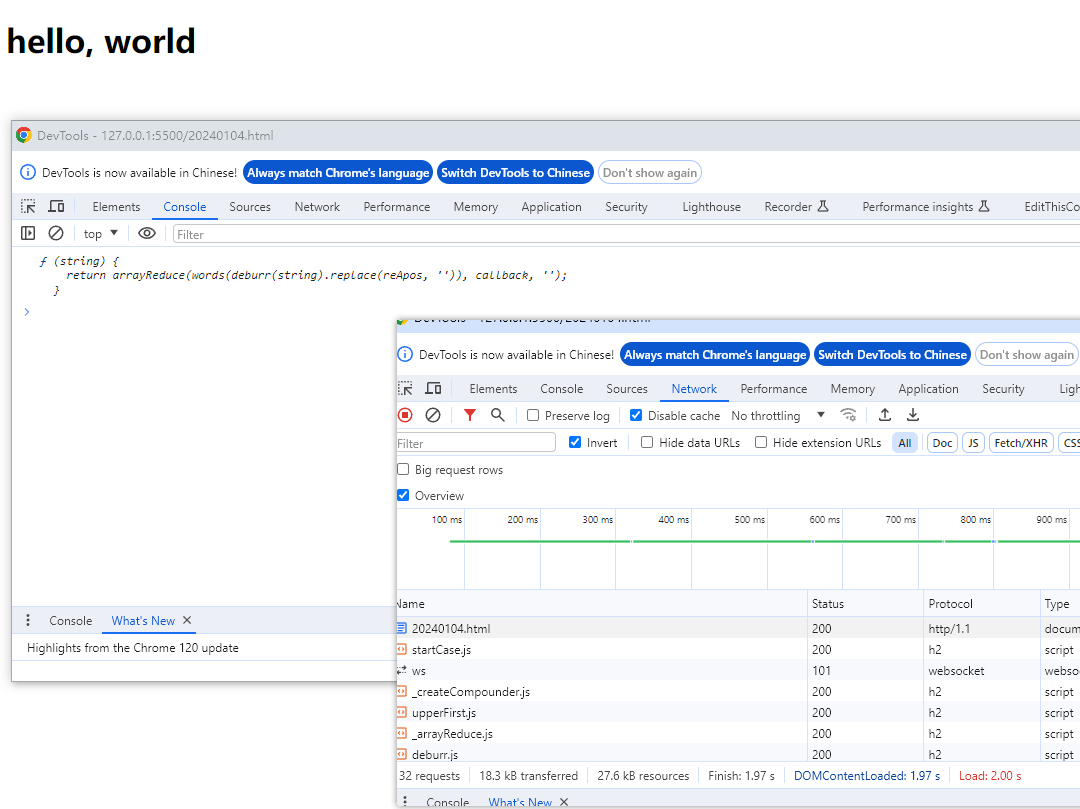 hello, world
DevTools - 127.0.0.1:5500/20240104.html
DevTools is now available in Chinese! Always match Chrome's language Switch DevTools to Chinese Don't show again
Elements Console Sources Network Performance Memory Application Security Lighthouse Recorder Performance insights EditThisCo
top Filter
ƒ (string) {
return arrayReduce(words(deburr(string).replace(reApos, '')), callback, '');
}
Console What's New
Highlights from the Chrome 120 update
DevTools is now available in Chinese! Always match Chrome's language Switch DevTools to Chinese Don't show again
Elements Console Sources Network Performance Memory Application Security Ligh
Preserve log Disable cache No throttling
Filter Invert Hide data URLs Hide extension URLs All Doc JS Fetch/XHR CSS
Big request rows
Overview
100 ms 200 ms 300 ms 400 ms 500 ms 600 ms 700 ms 800 ms 900 ms
Name Status Protocol Type
20240104.html 200 http/1.1 docum
startCase.js 200 h2 script
ws 101 websocket webso
_createCompounder.js 200 h2 script
upperFirst.js 200 h2 script
_arrayReduce.js 200 h2 script
deburr.js 200 h2 script
32 requests 18.3 kB transferred 27.6 kB resources Finish: 1.97 s DOMContentLoaded: 1.97 s Load: 2.00 s
Console What's New